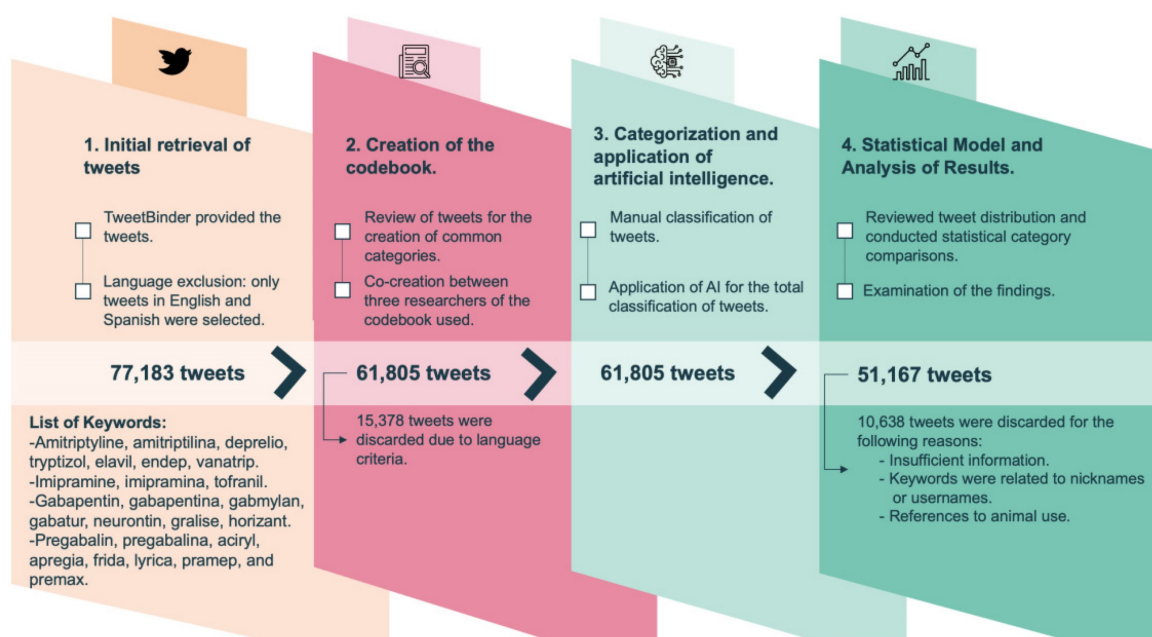 1. Initial retrieval of
tweets
TweetBinder provided the
tweets.
Language exclusion: only
tweets in English and
Spanish were selected.
77,183 tweets
List of Keywords:
-Amitriptyline, amitriptilina, deprelio,
tryptizol, elavil, endep, vanatrip.
-Imipramine, imipramina, tofranil.
-Gabapentin, gabapentina, gabmylan,
gabatur, neurontin, gralise, horizant.
-Pregabalin, pregabalina, aciryl,
apregia, frida, lyrica, pramep, and
premax.
2. Creation of the
codebook.
Review of tweets for the
creation of common
categories.
Co-creation between
three researchers of the
codebook used.
61,805 tweets
15,378 tweets were
discarded due to language
criteria.
3. Categorization and
application of
artificial intelligence.
Manual classification of
tweets.
Application of AI for the total
classification of tweets.
61,805 tweets
4. Statistical Model and
Analysis of Results.
Reviewed tweet distribution and
conducted statistical category
comparisons.
Examination of the findings.
51,167 tweets
10,638 tweets were discarded for the
following reasons:
- Insufficient information.
- Keywords were related to nicknames
or usernames.
- References to animal use.